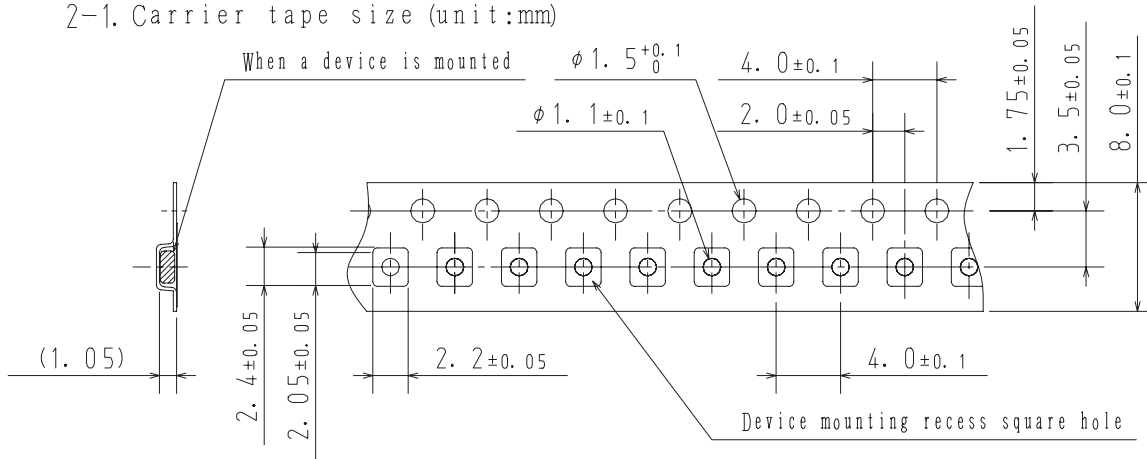 2-1. Carrier tape size (unit:mm)
When a device is mounted
φ1.5 +0.1 0
4.0±0.1
φ1.1±0.1
2.0±0.05
1.75±0.05
3.5±0.05
8.0±0.1
(1.05)
2.4±0.05
2.05±0.05
2.2±0.05
4.0±0.1
Device mounting recess square hole